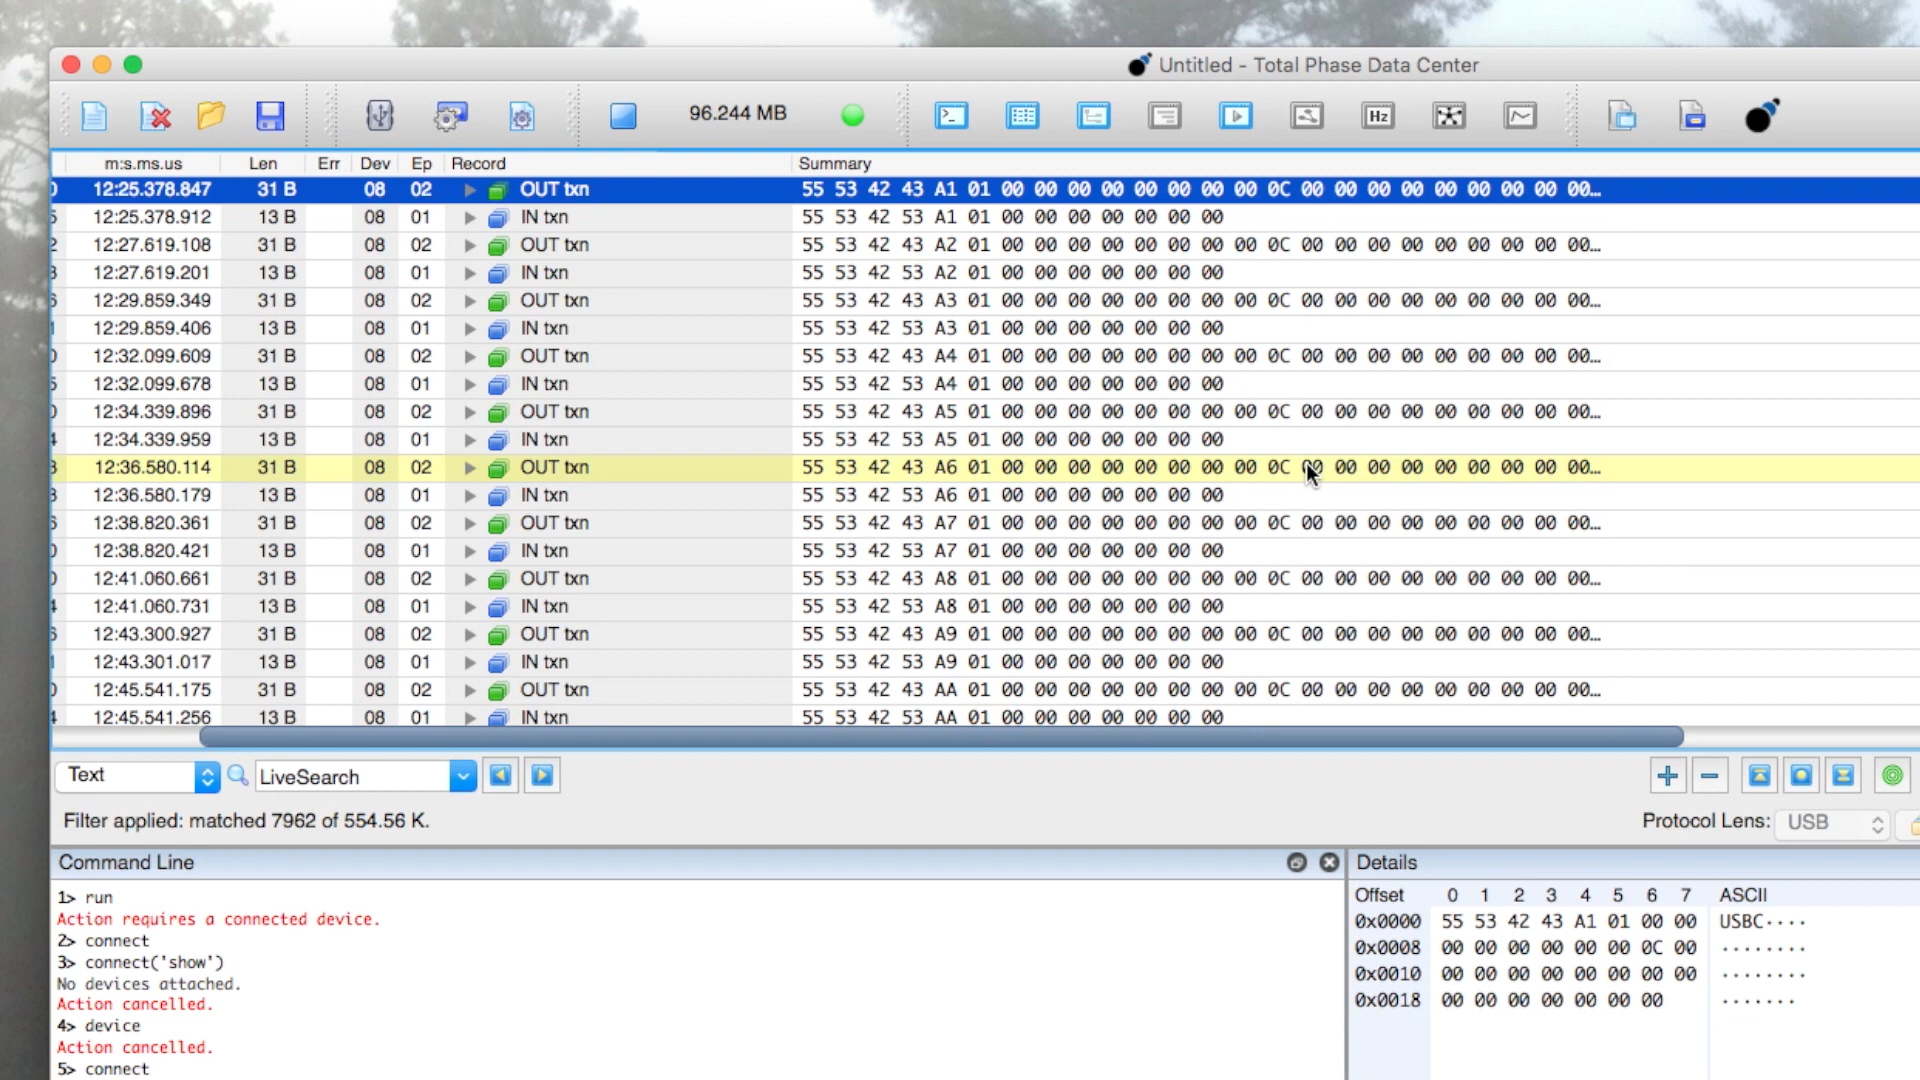 Untitled - Total Phase Data Center
96.244 MB
Hz
m:s.ms.us Len Err Dev Ep Record Summary
12:25.378.847 31 B 08 02 OUT txn 55 53 42 43 A1 01 00 00 00 00 00 00 00 00 0C 00 00 00 00 00 00 00 00 00…
12:25.378.912 13 B 08 01 IN txn 55 53 42 53 A1 01 00 00 00 00 00 00 00
12:27.619.108 31 B 08 02 OUT txn 55 53 42 43 A2 01 00 00 00 00 00 00 00 00 0C 00 00 00 00 00 00 00 00 00…
12:27.619.201 13 B 08 01 IN txn 55 53 42 53 A2 01 00 00 00 00 00 00 00
12:29.859.349 31 B 08 02 OUT txn 55 53 42 43 A3 01 00 00 00 00 00 00 00 00 0C 00 00 00 00 00 00 00 00 00…
12:29.859.406 13 B 08 01 IN txn 55 53 42 53 A3 01 00 00 00 00 00 00 00
12:32.099.609 31 B 08 02 OUT txn 55 53 42 43 A4 01 00 00 00 00 00 00 00 00 0C 00 00 00 00 00 00 00 00 00…
12:32.099.678 13 B 08 01 IN txn 55 53 42 53 A4 01 00 00 00 00 00 00 00
12:34.339.896 31 B 08 02 OUT txn 55 53 42 43 A5 01 00 00 00 00 00 00 00 00 0C 00 00 00 00 00 00 00 00 00…
12:34.339.959 13 B 08 01 IN txn 55 53 42 53 A5 01 00 00 00 00 00 00 00
12:36.580.114 31 B 08 02 OUT txn 55 53 42 43 A6 01 00 00 00 00 00 00 00 00 0C 00 00 00 00 00 00 00 00 00…
12:36.580.179 13 B 08 01 IN txn 55 53 42 53 A6 01 00 00 00 00 00 00 00
12:38.820.361 31 B 08 02 OUT txn 55 53 42 43 A7 01 00 00 00 00 00 00 00 00 0C 00 00 00 00 00 00 00 00 00…
12:38.820.421 13 B 08 01 IN txn 55 53 42 53 A7 01 00 00 00 00 00 00 00
12:41.060.661 31 B 08 02 OUT txn 55 53 42 43 A8 01 00 00 00 00 00 00 00 00 0C 00 00 00 00 00 00 00 00 00…
12:41.060.731 13 B 08 01 IN txn 55 53 42 53 A8 01 00 00 00 00 00 00 00
12:43.300.927 31 B 08 02 OUT txn 55 53 42 43 A9 01 00 00 00 00 00 00 00 00 0C 00 00 00 00 00 00 00 00 00…
12:43.301.017 13 B 08 01 IN txn 55 53 42 53 A9 01 00 00 00 00 00 00 00
12:45.541.175 31 B 08 02 OUT txn 55 53 42 43 AA 01 00 00 00 00 00 00 00 00 0C 00 00 00 00 00 00 00 00 00…
12:45.541.256 13 B 08 01 IN txn 55 53 42 53 AA 01 00 00 00 00 00 00 00
Text LiveSearch
Filter applied: matched 7962 of 554.56 K.
Protocol Lens: USB
Command Line
1> run
Action requires a connected device.
2> connect
3> connect('show')
No devices attached.
Action cancelled.
4> device
Action cancelled.
5> connect
Details
Offset 0 1 2 3 4 5 6 7 ASCII
0x0000 55 53 42 43 A1 01 00 00 USBC····
0x0008 00 00 00 00 00 00 0C 00 ········
0x0010 00 00 00 00 00 00 00 00 ········
0x0018 00 00 00 00 00 00 00 ·······